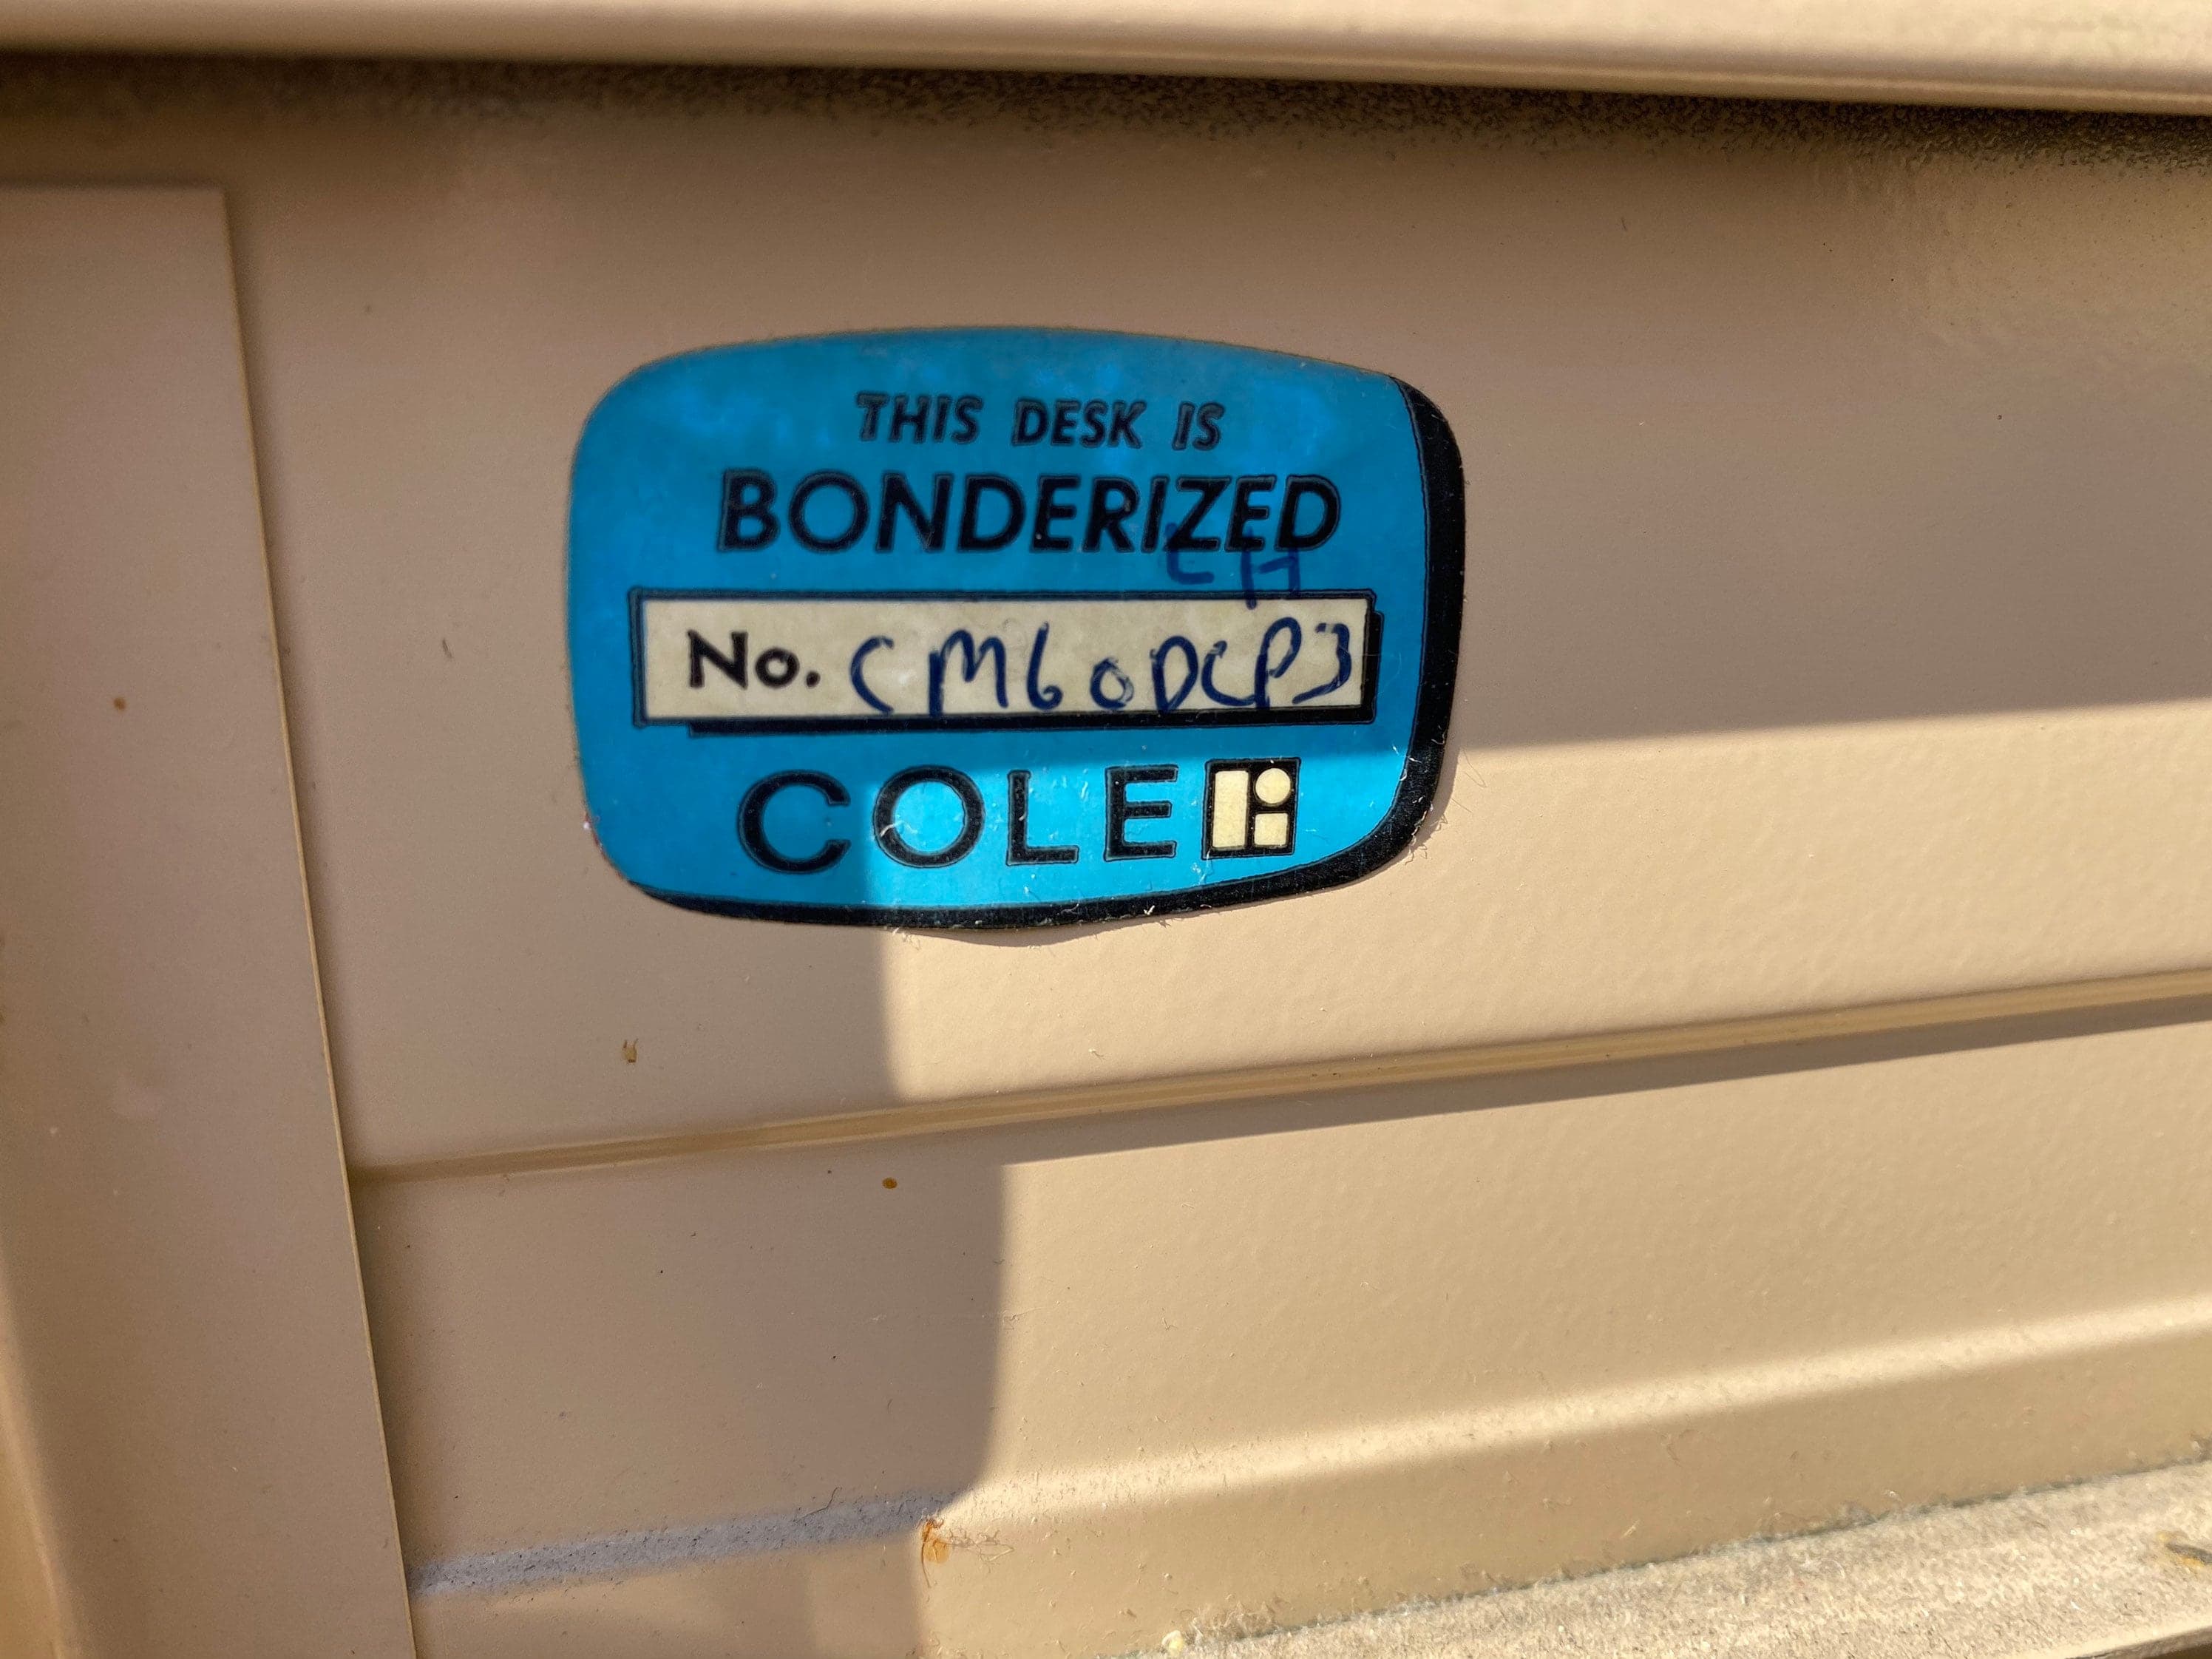 THIS DESK IS
BONDERIZED
No. CM60DCP3
COLE